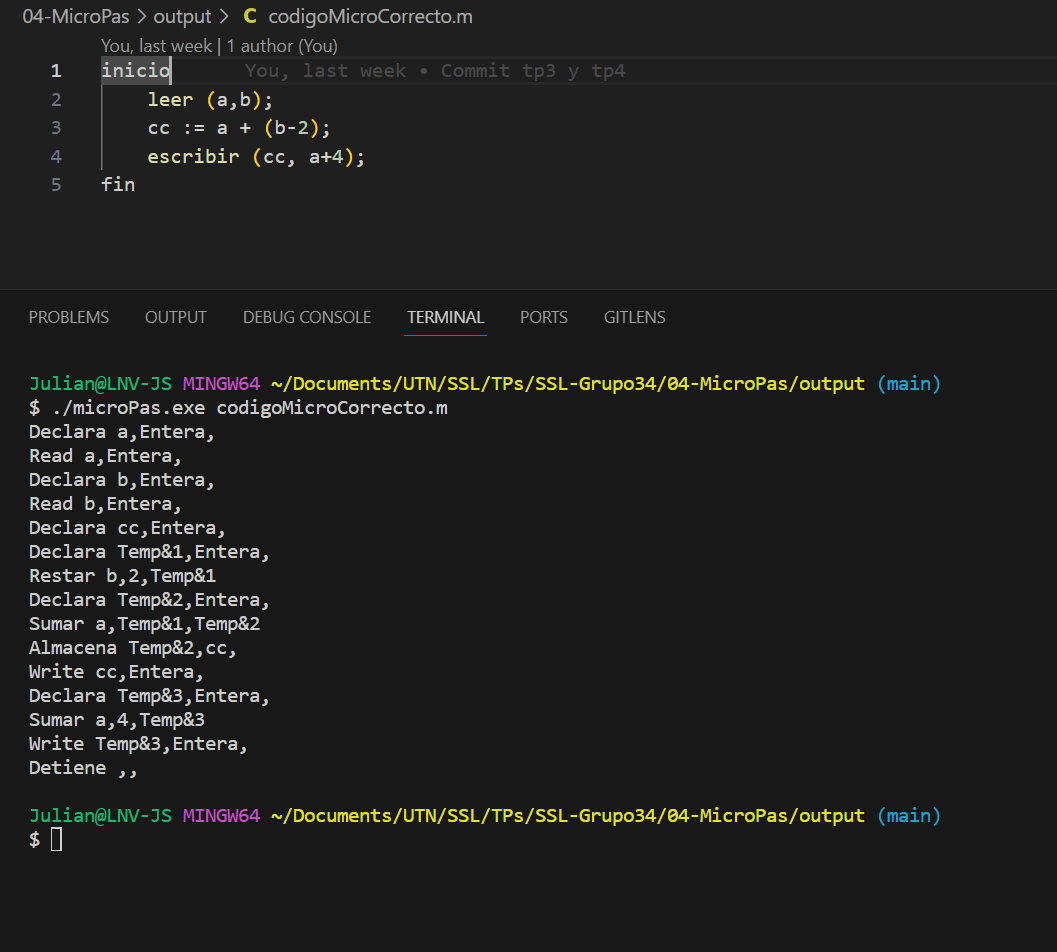 04-MicroPas > output > C codigoMicroCorrecto.m
You, last week | 1 author (You)
1 inicio You, last week • Commit tp3 y tp4
2 leer (a,b);
3 cc := a + (b-2);
4 escribir (cc, a+4);
5 fin
PROBLEMS OUTPUT DEBUG CONSOLE TERMINAL PORTS GITLENS
Julian@LNV-JS MINGW64 ~/Documents/UTN/SSL/TPs/SSL-Grupo34/04-MicroPas/output (main)
$ ./microPas.exe codigoMicroCorrecto.m
Declara a,Entera,
Read a,Entera,
Declara b,Entera,
Read b,Entera,
Declara cc,Entera,
Declara Temp&1,Entera,
Restar b,2,Temp&1
Declara Temp&2,Entera,
Sumar a,Temp&1,Temp&2
Almacena Temp&2,cc,
Write cc,Entera,
Declara Temp&3,Entera,
Sumar a,4,Temp&3
Write Temp&3,Entera,
Detiene ,,
Julian@LNV-JS MINGW64 ~/Documents/UTN/SSL/TPs/SSL-Grupo34/04-MicroPas/output (main)
$